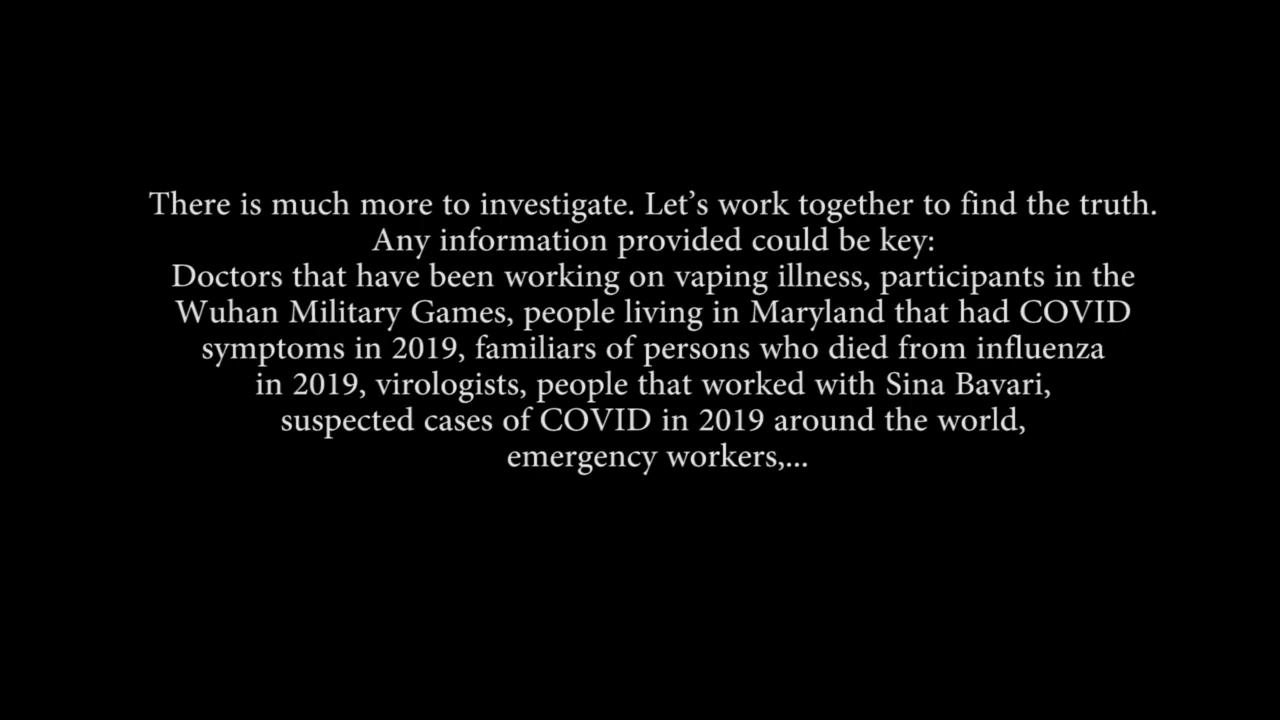 There is much more to investigate. Let’s work together to find the truth.
Any information provided could be key:
Doctors that have been working on vaping illness, participants in the
Wuhan Military Games, people living in Maryland that had COVID
symptoms in 2019, familiars of persons who died from influenza
in 2019, virologists, people that worked with Sina Bavari,
suspected cases of COVID in 2019 around the world,
emergency workers,...